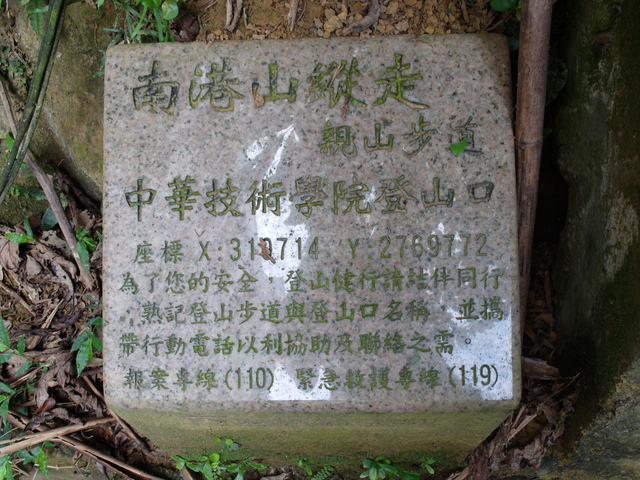 南港山縱走
親山步道
中華技術學院登山口
座標 X:310714 Y:2769772
為了您的安全，登山健行請結伴同行
，熟記登山步道與登山口名稱，並攜
帶行動電話以利協助及聯絡之需。
報案專線(110) 緊急救護專線(119)